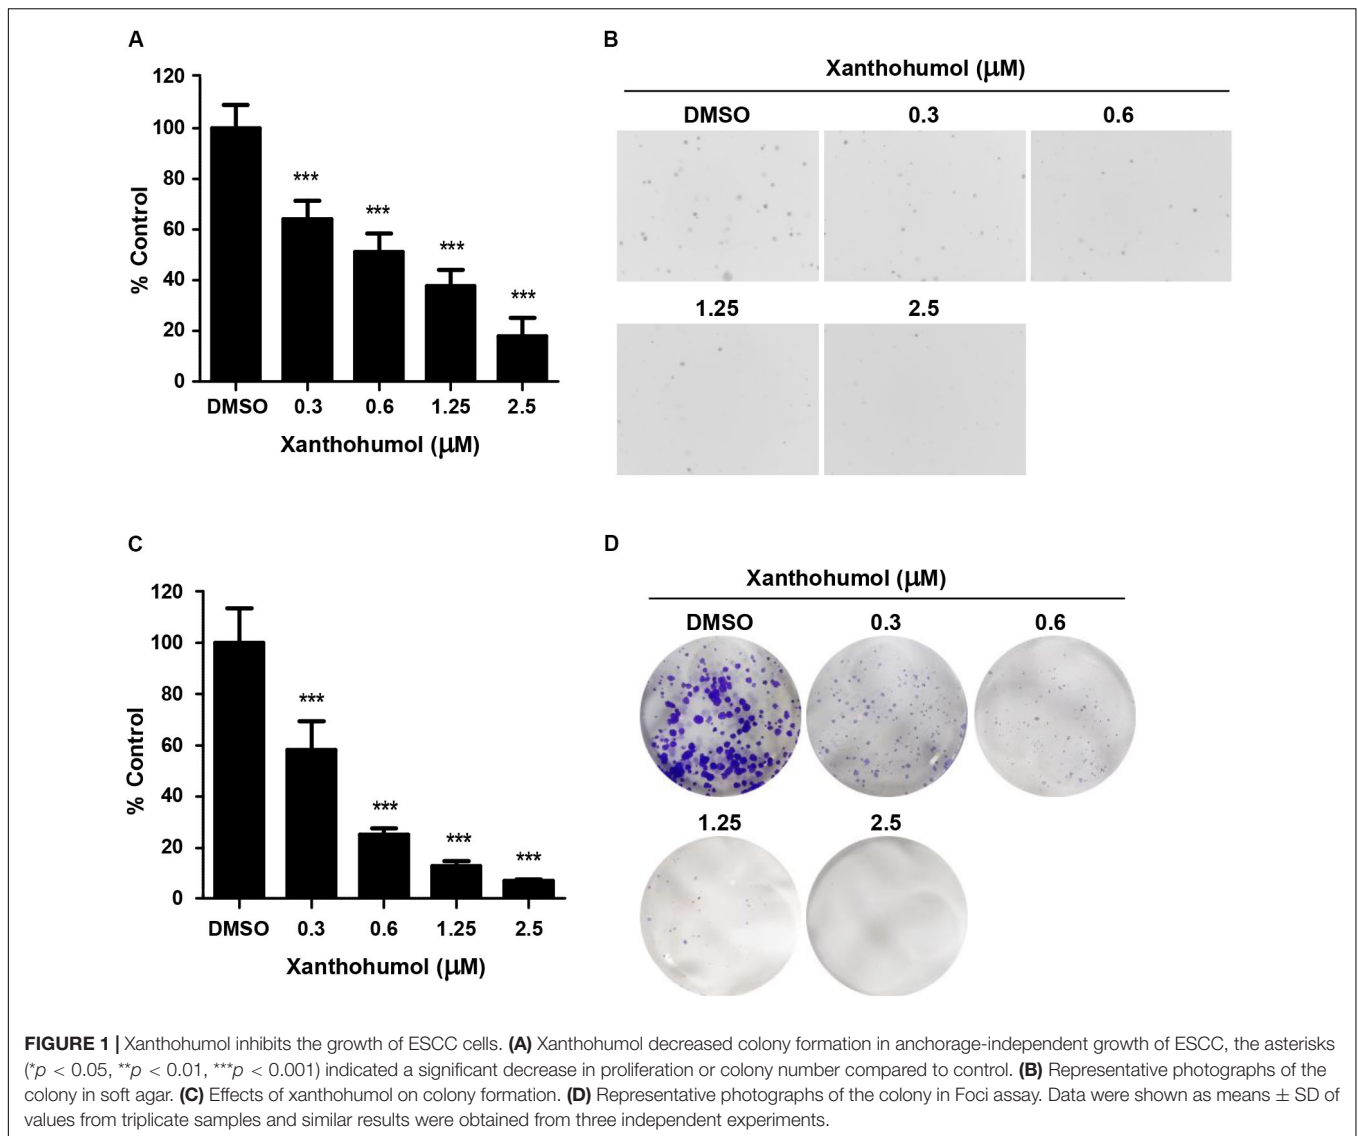 A
120
100
80
60
40
20
0
% Control
***
***
***
***
DMSO 0.3 0.6 1.25 2.5
Xanthohumol (μM)
B
Xanthohumol (μM)
DMSO 0.3 0.6
1.25 2.5
C
120
100
80
60
40
20
0
% Control
***
***
***
***
DMSO 0.3 0.6 1.25 2.5
Xanthohumol (μM)
D
Xanthohumol (μM)
DMSO 0.3 0.6
1.25 2.5
FIGURE 1 | Xanthohumol inhibits the growth of ESCC cells. (A) Xanthohumol decreased colony formation in anchorage-independent growth of ESCC, the asterisks
(*p < 0.05, **p < 0.01, ***p < 0.001) indicated a significant decrease in proliferation or colony number compared to control. (B) Representative photographs of the
colony in soft agar. (C) Effects of xanthohumol on colony formation. (D) Representative photographs of the colony in Foci assay. Data were shown as means ± SD of
values from triplicate samples and similar results were obtained from three independent experiments.